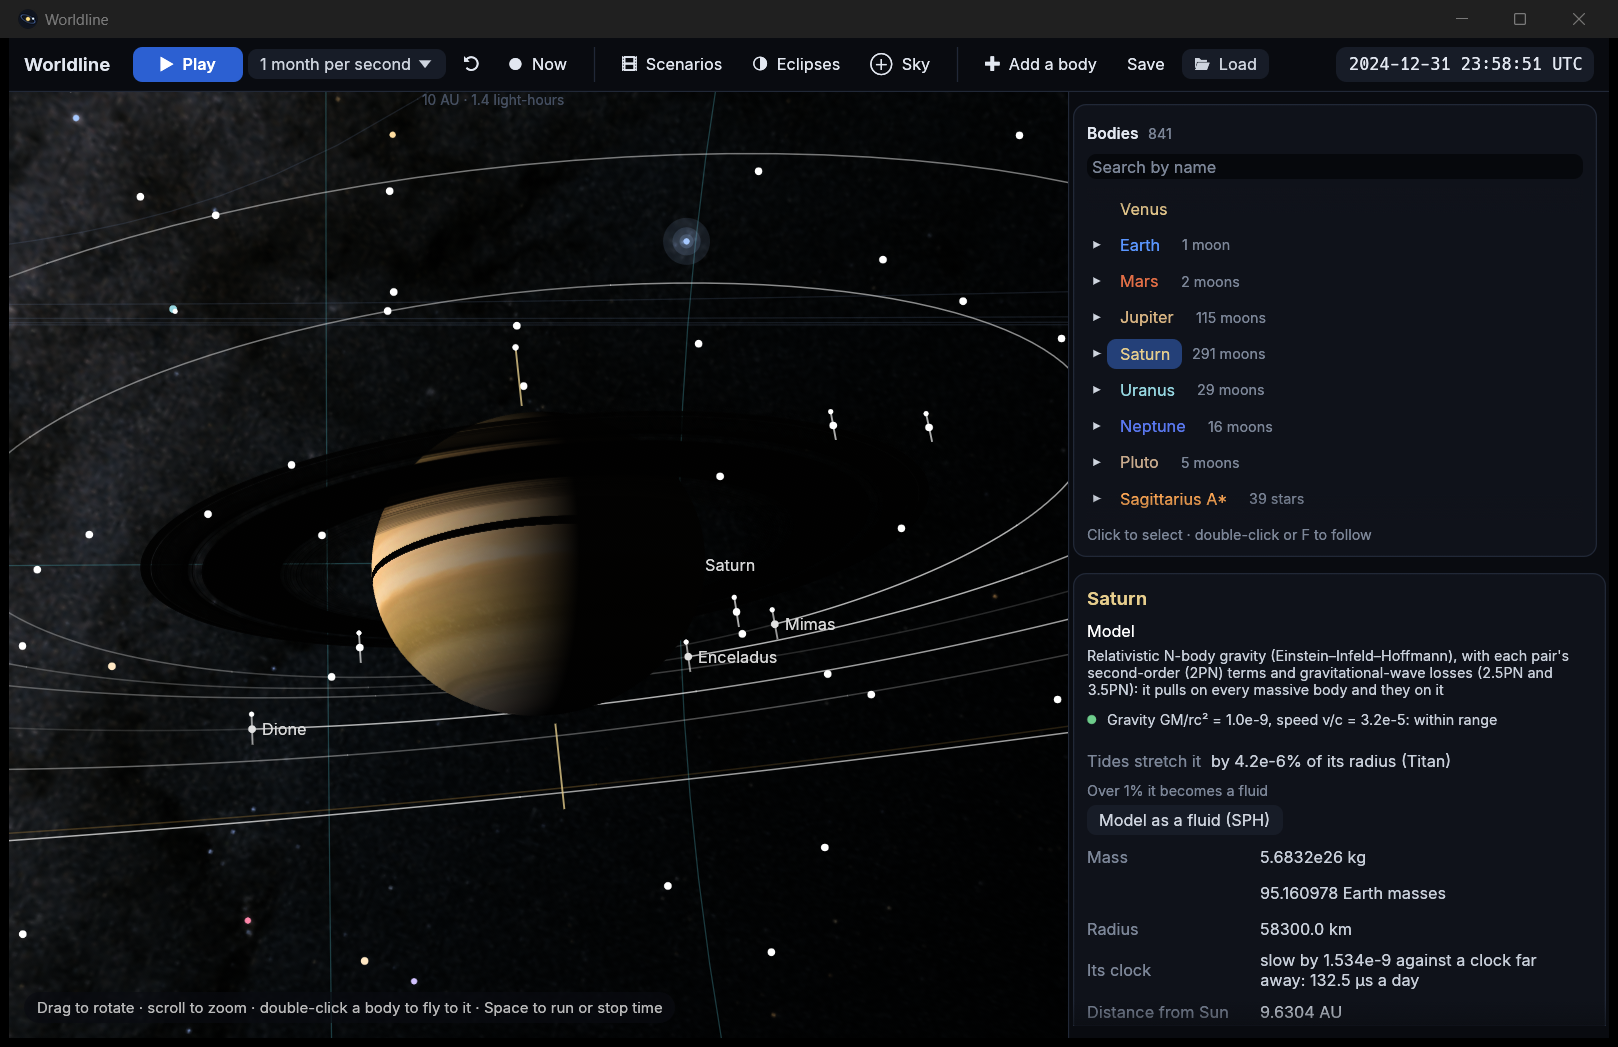 Worldline
Worldline
Play
1 month per second
Now
Scenarios
Eclipses
Sky
Add a body
Save
Load
2024-12-31 23:58:51 UTC
10 AU · 1.4 light-hours
Saturn
Mimas
Enceladus
Dione
Drag to rotate · scroll to zoom · double-click a body to fly to it · Space to run or stop time
Bodies 841
Search by name
Venus
Earth 1 moon
Mars 2 moons
Jupiter 115 moons
Saturn 291 moons
Uranus 29 moons
Neptune 16 moons
Pluto 5 moons
Sagittarius A* 39 stars
Click to select · double-click or F to follow
Saturn
Model
Relativistic N-body gravity (Einstein–Infeld–Hoffmann), with each pair's
second-order (2PN) terms and gravitational-wave losses (2.5PN and
3.5PN): it pulls on every massive body and they on it
Gravity GM/rc² = 1.0e-9, speed v/c = 3.2e-5: within range
Tides stretch it by 4.2e-6% of its radius (Titan)
Over 1% it becomes a fluid
Model as a fluid (SPH)
Mass 5.6832e26 kg
95.160978 Earth masses
Radius 58300.0 km
Its clock slow by 1.534e-9 against a clock far
away: 132.5 µs a day
Distance from Sun 9.6304 AU